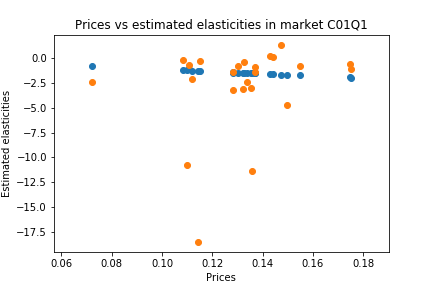 Prices vs estimated elasticities in market C01Q1
0.0
−2.5
−5.0
−7.5
−10.0
−12.5
−15.0
−17.5
Estimated elasticities
0.06 0.08 0.10 0.12 0.14 0.16 0.18
Prices